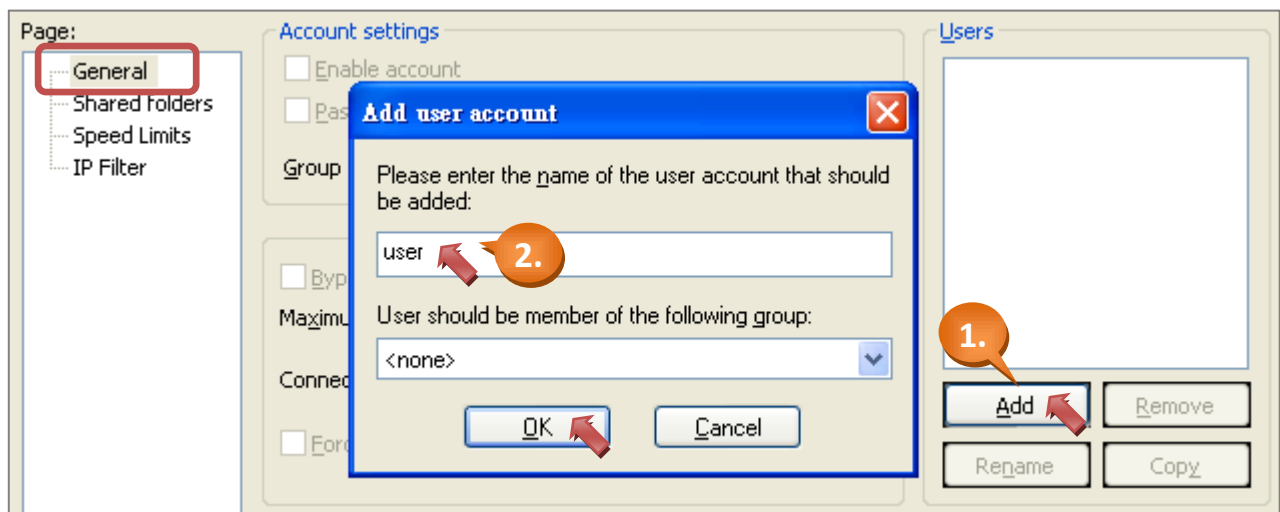 Page:
General
Shared folders
Speed Limits
IP Filter
Account settings
Enable account
Pas
Group
Byp
Maximu
Connec
Forc
Add user account
Please enter the name of the user account that should
be added:
user
2.
User should be member of the following group:
<none>
OK
Cancel
Users
1.
Add
Remove
Rename
Copy